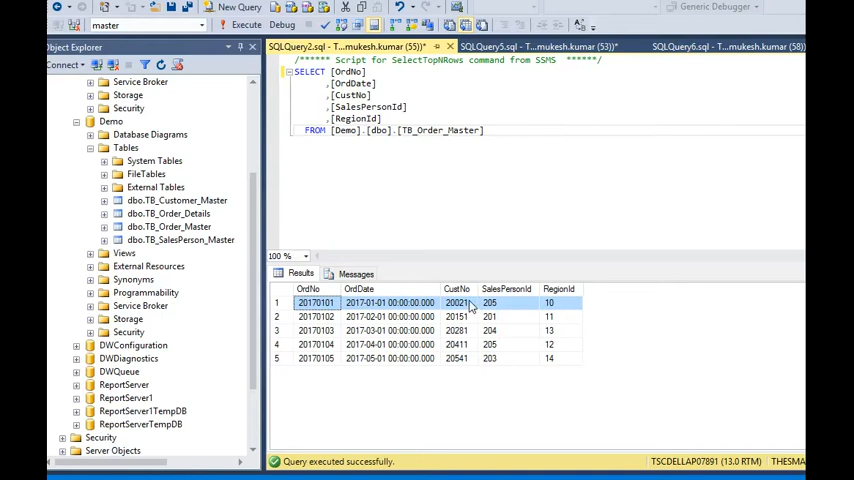 New Query
Generic Debugger
master
Execute Debug
Object Explorer
SQLQuery2.sql - T...mukesh.kumar (55))*
SQLQuery5.sql - T...mukesh.kumar (53))*
SQLQuery6.sql - T...mukesh.kumar (58))
Connect
/****** Script for SelectTopNRows command from SSMS ******/
SELECT [OrdNo]
,[OrdDate]
,[CustNo]
,[SalesPersonId]
,[RegionId]
FROM [Demo].[dbo].[TB_Order_Master]
Service Broker
Storage
Security
Demo
Database Diagrams
Tables
System Tables
FileTables
External Tables
dbo.TB_Customer_Master
dbo.TB_Order_Details
dbo.TB_Order_Master
dbo.TB_SalesPerson_Master
Views
External Resources
Synonyms
Programmability
Service Broker
Storage
Security
DWConfiguration
DWDiagnostics
DWQueue
ReportServer
ReportServer1
ReportServer1TempDB
ReportServerTempDB
Security
Server Objects
100 %
Results Messages
OrdNo OrdDate CustNo SalesPersonId RegionId
1 20170101 2017-01-01 00:00:00.000 20021 205 10
2 20170102 2017-02-01 00:00:00.000 20151 201 11
3 20170103 2017-03-01 00:00:00.000 20281 204 13
4 20170104 2017-04-01 00:00:00.000 20411 205 12
5 20170105 2017-05-01 00:00:00.000 20541 203 14
Query executed successfully.
TSCDELLAP07891 (13.0 RTM)
THESMA